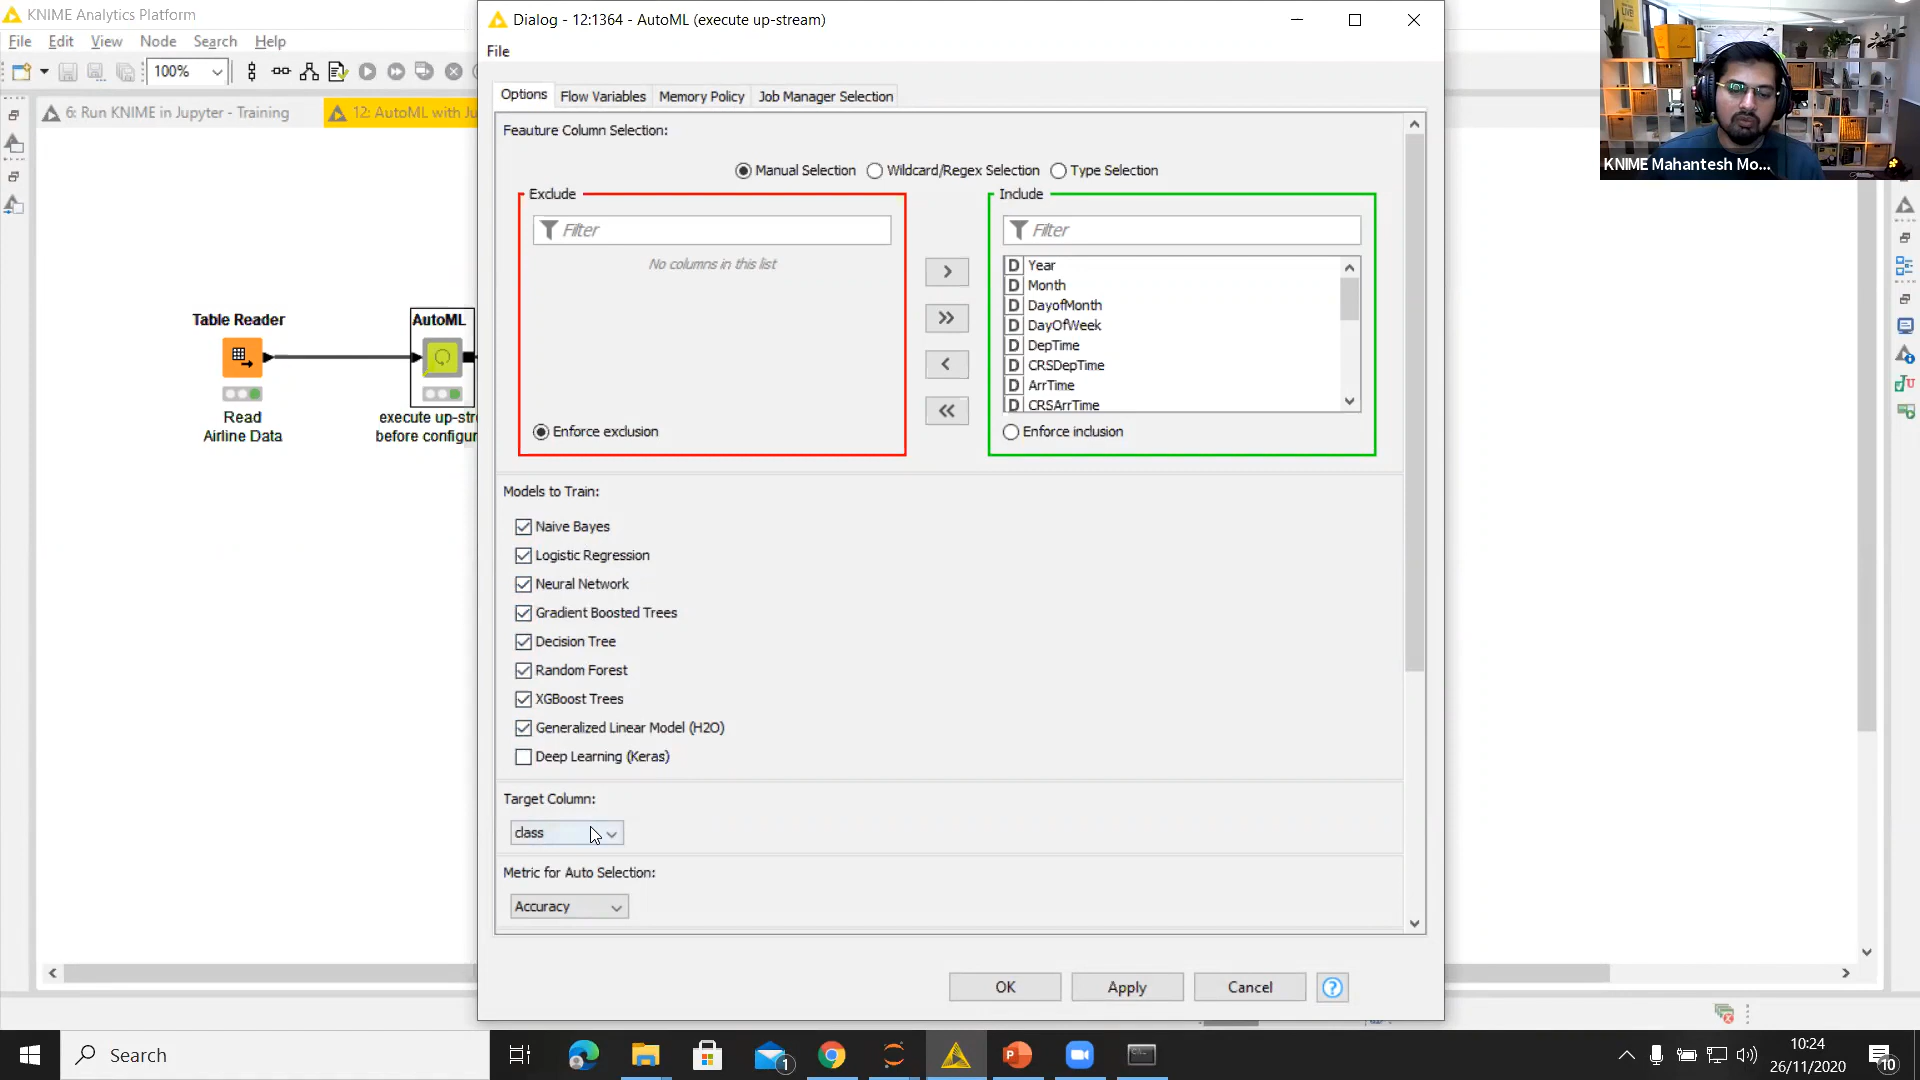 KNIME Analytics Platform
File Edit View Node Search Help
100%
6: Run KNIME in Jupyter - Training
12: AutoML with Ju
Table Reader
Read
Airline Data
AutoML
execute up-stre
before configur
Dialog - 12:1364 - AutoML (execute up-stream)
File
Options Flow Variables Memory Policy Job Manager Selection
Feauture Column Selection:
Manual Selection Wildcard/Regex Selection Type Selection
Exclude
Filter
No columns in this list
Enforce exclusion
Include
Filter
D Year
D Month
D DayofMonth
D DayOfWeek
D DepTime
D CRSDepTime
D ArrTime
D CRSArrTime
Enforce inclusion
Models to Train:
Naive Bayes
Logistic Regression
Neural Network
Gradient Boosted Trees
Decision Tree
Random Forest
XGBoost Trees
Generalized Linear Model (H2O)
Deep Learning (Keras)
Target Column:
class
Metric for Auto Selection:
Accuracy
OK Apply Cancel ?
KNIME Mahantesh Mo...
Search
1
10:24
26/11/2020
10